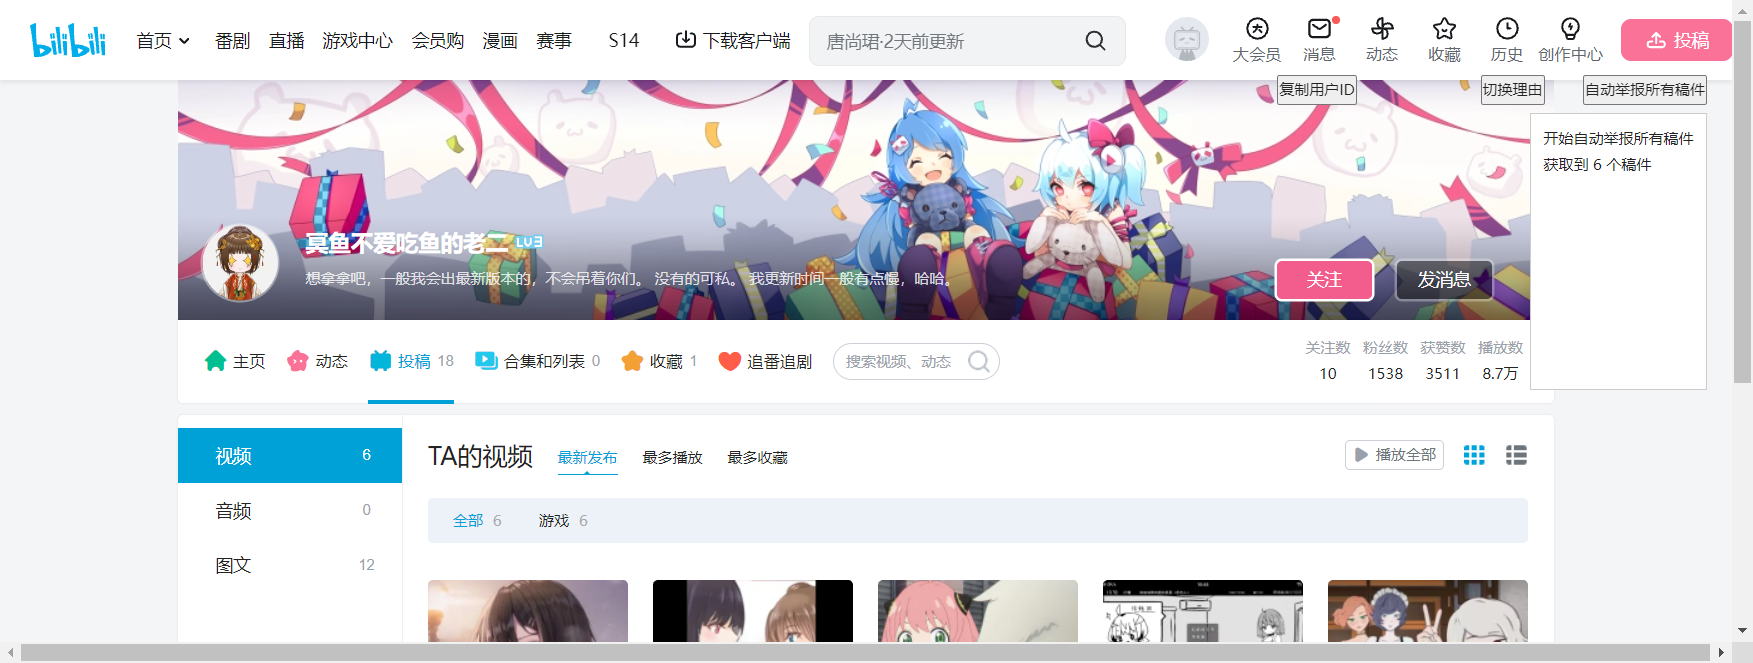 bilibili 首页 番剧 直播 游戏中心 会员购 漫画 赛事 S14 下载客户端 唐尚珺·2天前更新 大会员 消息 动态 收藏 历史 创作中心 投稿
复制用户ID 切换理由 自动举报所有稿件
开始自动举报所有稿件
获取到 6 个稿件
冥鱼不爱吃鱼的老二 LV3
想拿拿吧，一般我会出最新版本的，不会吊着你们。 没有的可私。 我更新时间一般有点慢，哈哈。
关注 发消息
主页 动态 投稿 18 合集和列表 0 收藏 1 追番追剧 搜索视频、动态
关注数 粉丝数 获赞数 播放数
10 1538 3511 8.7万
视频 6
音频 0
图文 12
TA的视频 最新发布 最多播放 最多收藏 播放全部
全部 6 游戏 6